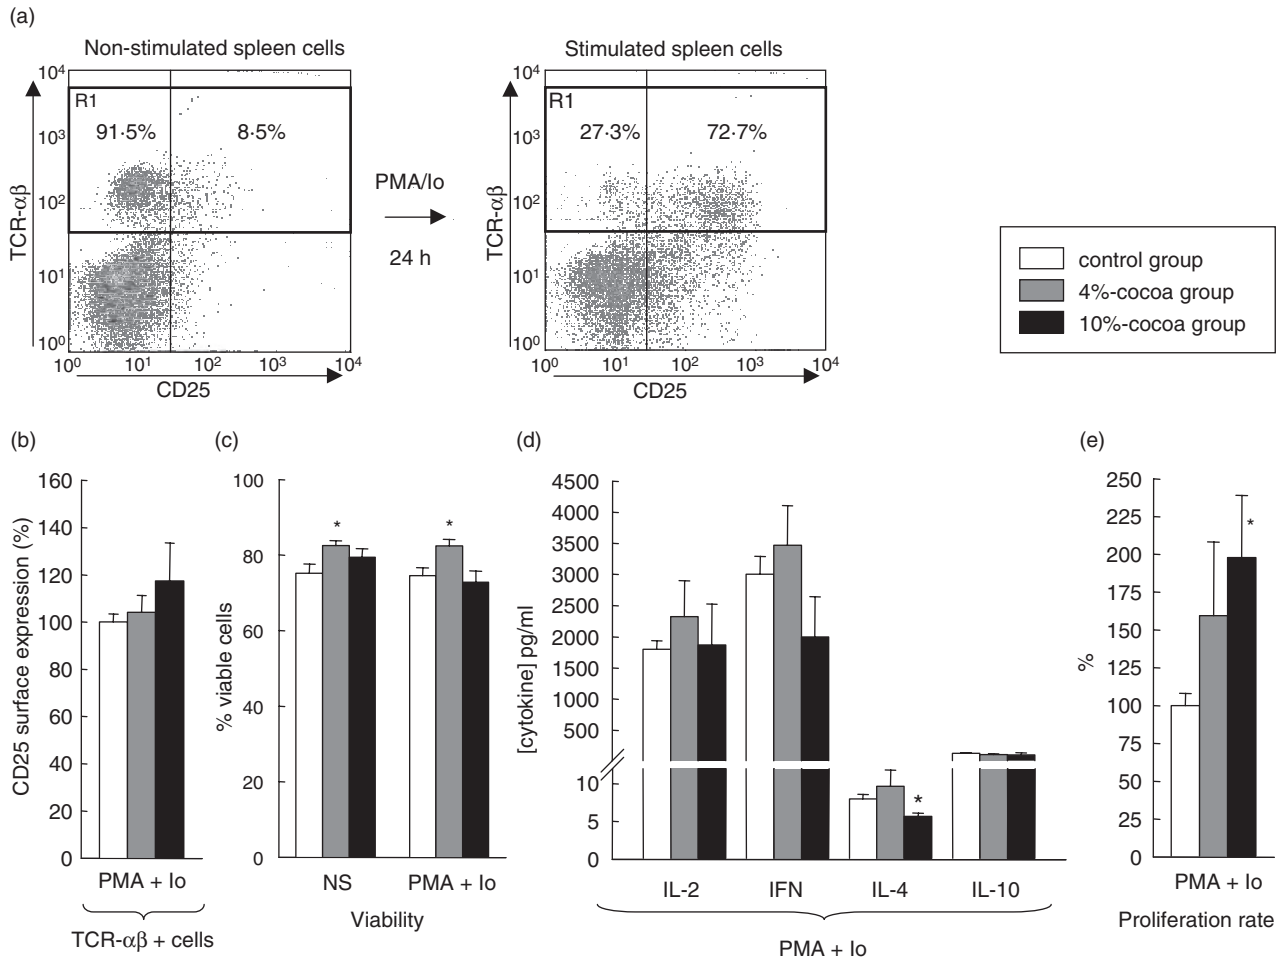 (a)
Non-stimulated spleen cells
Stimulated spleen cells
10⁴
10³
10²
10¹
10⁰
TCR-αβ
R1
91·5%
8·5%
10⁰
10¹
10²
10³
10⁴
CD25
PMA/Io
24 h
10⁴
10³
10²
10¹
10⁰
TCR-αβ
R1
27·3%
72·7%
10⁰
10¹
10²
10³
10⁴
CD25
control group
4%-cocoa group
10%-cocoa group
(b)
CD25 surface expression (%)
160
140
120
100
80
60
40
20
0
PMA + Io
TCR-αβ + cells
(c)
% viable cells
100
80
60
40
20
0
*
*
NS
PMA + Io
Viability
(d)
[cytokine] pg/ml
4500
4000
3500
3000
2500
2000
1500
1000
500
10
5
0
*
IL-2
IFN
IL-4
IL-10
PMA + Io
(e)
%
250
225
200
175
150
125
100
75
50
25
0
*
PMA + Io
Proliferation rate